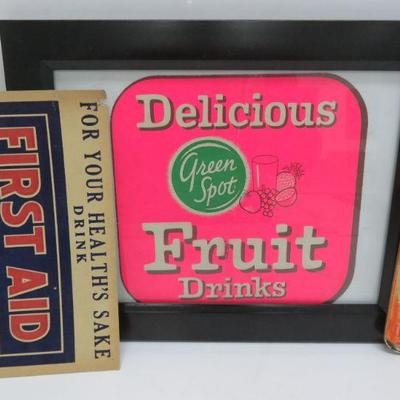 FOR YOUR HEALTH'S SAKE
DRINK
FIRST AID
Delicious
Green
Spot
Fruit
Drinks